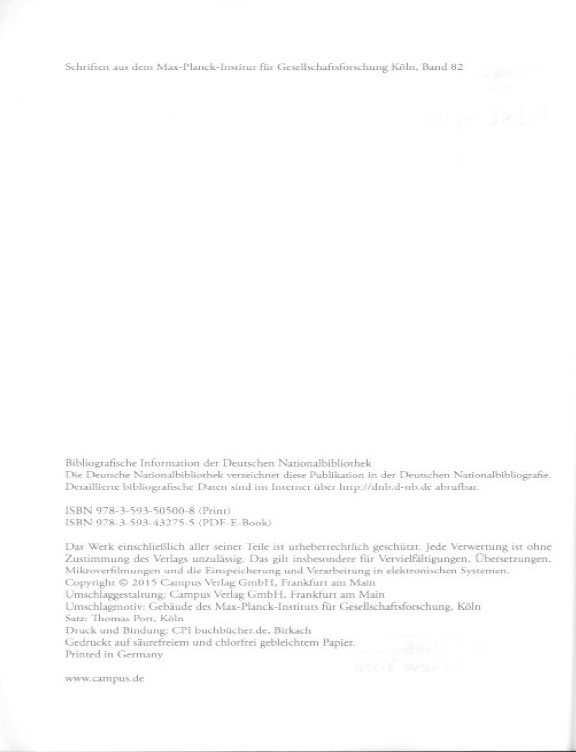 Schriften aus dem Max-Planck-Institut für Gesellschaftsforschung Köln, Band 82
Bibliografische Information der Deutschen Nationalbibliothek
Die Deutsche Nationalbibliothek verzeichnet diese Publikation in der Deutschen Nationalbibliografie.
Detaillierte bibliografische Daten sind im Internet über http://dnb.d-nb.de abrufbar.
ISBN 978-3-593-50500-8 (Print)
ISBN 978-3-593-43275-5 (PDF-E-Book)
Das Werk einschließlich aller seiner Teile ist urheberrechtlich geschützt. Jede Verwertung ist ohne
Zustimmung des Verlags unzulässig. Das gilt insbesondere für Vervielfältigungen, Übersetzungen,
Mikroverfilmungen und die Einspeicherung und Verarbeitung in elektronischen Systemen.
Copyright © 2015 Campus Verlag GmbH, Frankfurt am Main
Umschlaggestaltung: Campus Verlag GmbH, Frankfurt am Main
Umschlagmotiv: Gebäude des Max-Planck-Instituts für Gesellschaftsforschung, Köln
Satz: Thomas Pott, Köln
Druck und Bindung: CPI buchbücher.de, Birkach
Gedruckt auf säurefreiem und chlorfrei gebleichtem Papier.
Printed in Germany
www.campus.de